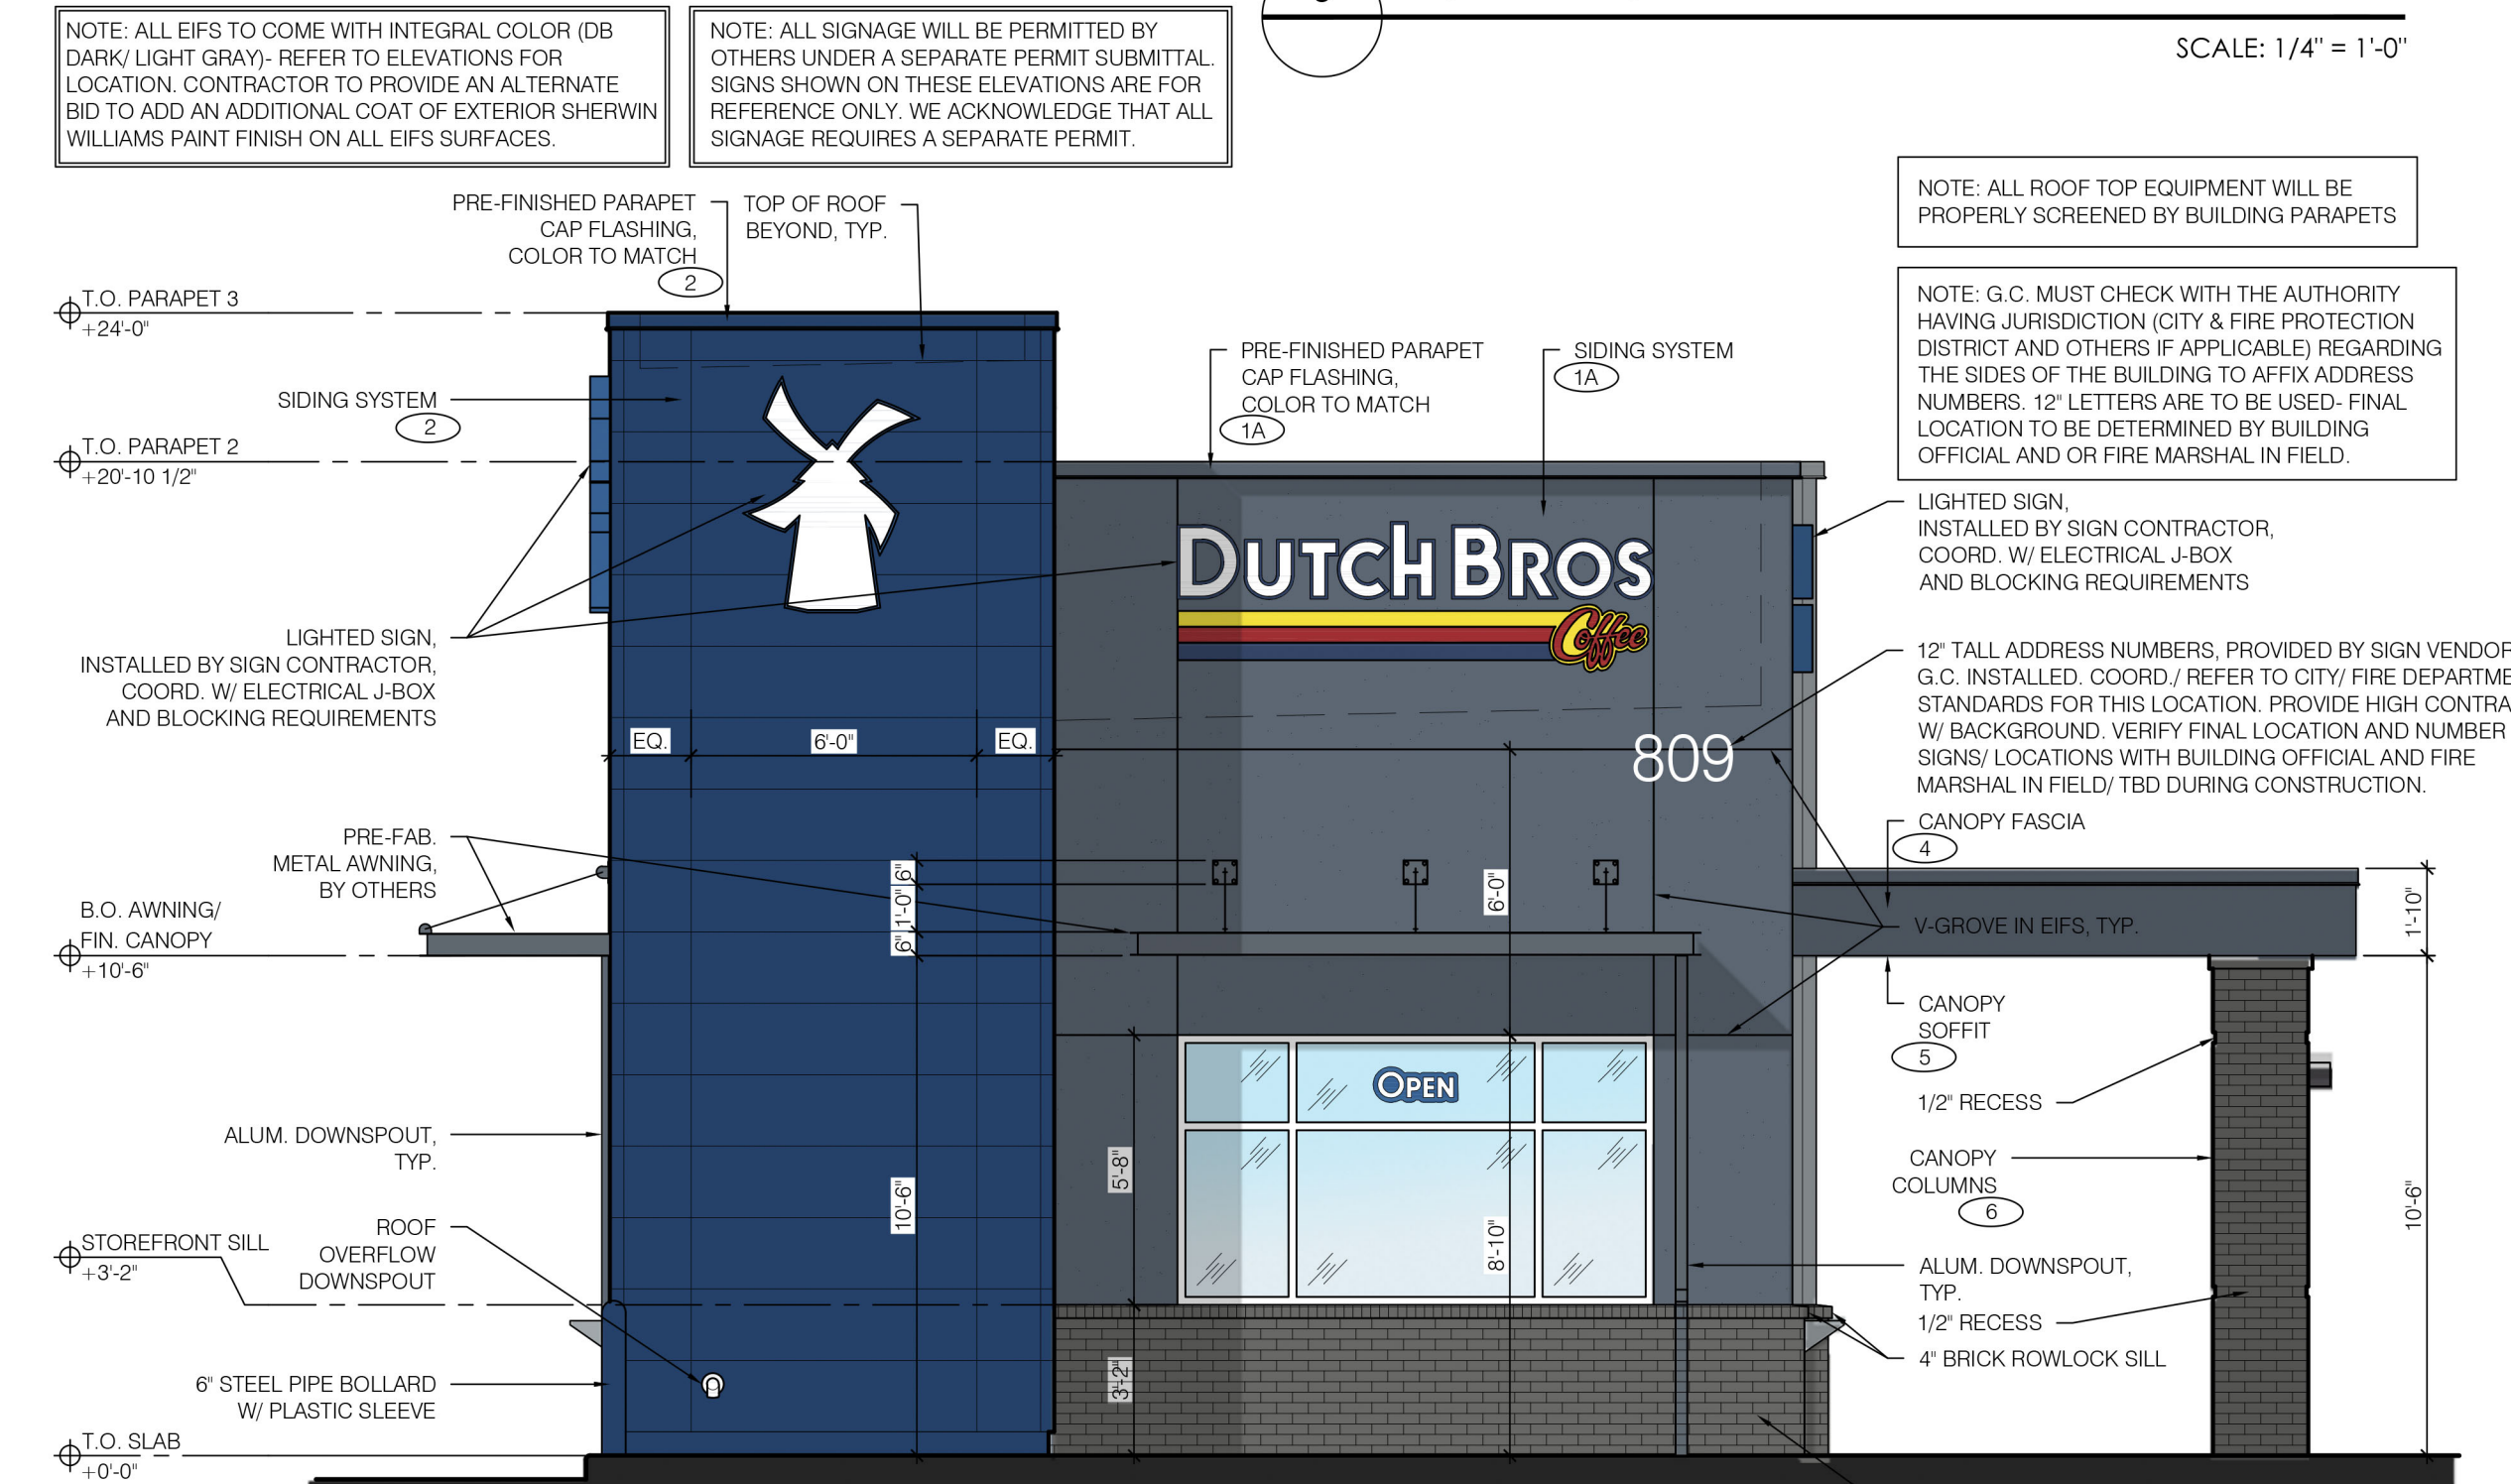 NOTE: ALL EIFS TO COME WITH INTEGRAL COLOR (DB
DARK/ LIGHT GRAY)- REFER TO ELEVATIONS FOR
LOCATION. CONTRACTOR TO PROVIDE AN ALTERNATE
BID TO ADD AN ADDITIONAL COAT OF EXTERIOR SHERWIN
WILLIAMS PAINT FINISH ON ALL EIFS SURFACES.
NOTE: ALL SIGNAGE WILL BE PERMITTED BY
OTHERS UNDER A SEPARATE PERMIT SUBMITTAL.
SIGNS SHOWN ON THESE ELEVATIONS ARE FOR
REFERENCE ONLY. WE ACKNOWLEDGE THAT ALL
SIGNAGE REQUIRES A SEPARATE PERMIT.
SCALE: 1/4" = 1'-0"
NOTE: ALL ROOF TOP EQUIPMENT WILL BE
PROPERLY SCREENED BY BUILDING PARAPETS
NOTE: G.C. MUST CHECK WITH THE AUTHORITY
HAVING JURISDICTION (CITY & FIRE PROTECTION
DISTRICT AND OTHERS IF APPLICABLE) REGARDING
THE SIDES OF THE BUILDING TO AFFIX ADDRESS
NUMBERS. 12" LETTERS ARE TO BE USED- FINAL
LOCATION TO BE DETERMINED BY BUILDING
OFFICIAL AND OR FIRE MARSHAL IN FIELD.
PRE-FINISHED PARAPET
CAP FLASHING,
COLOR TO MATCH
2
TOP OF ROOF
BEYOND, TYP.
T.O. PARAPET 3
+24'-0"
SIDING SYSTEM
2
T.O. PARAPET 2
+20'-10 1/2"
PRE-FINISHED PARAPET
CAP FLASHING,
COLOR TO MATCH
1A
SIDING SYSTEM
1A
LIGHTED SIGN,
INSTALLED BY SIGN CONTRACTOR,
COORD. W/ ELECTRICAL J-BOX
AND BLOCKING REQUIREMENTS
DUTCH BROS
Coffee
LIGHTED SIGN,
INSTALLED BY SIGN CONTRACTOR,
COORD. W/ ELECTRICAL J-BOX
AND BLOCKING REQUIREMENTS
12" TALL ADDRESS NUMBERS, PROVIDED BY SIGN VENDOR
G.C. INSTALLED. COORD./ REFER TO CITY/ FIRE
STANDARDS FOR THIS LOCATION. PROVIDE HIGH
W/ BACKGROUND. VERIFY FINAL LOCATION AND NUMBER
SIGNS/ LOCATIONS WITH BUILDING OFFICIAL AND FIRE
MARSHAL IN FIELD/ TBD DURING CONSTRUCTION.
EQ.
6'-0"
EQ.
809
PRE-FAB.
METAL AWNING,
BY OTHERS
6"
1'-0"
6"
6'-0"
CANOPY FASCIA
4
1'-10"
V-GROVE IN EIFS, TYP.
B.O. AWNING/
FIN. CANOPY
+10'-6"
CANOPY
SOFFIT
5
OPEN
1/2" RECESS
ALUM. DOWNSPOUT,
TYP.
5'-8"
10'-6"
8'-10"
CANOPY
COLUMNS
6
10'-6"
ROOF
OVERFLOW
DOWNSPOUT
STOREFRONT SILL
+3'-2"
ALUM. DOWNSPOUT,
TYP.
1/2" RECESS
4" BRICK ROWLOCK SILL
3'-2"
6" STEEL PIPE BOLLARD
W/ PLASTIC SLEEVE
T.O. SLAB
+0'-0"